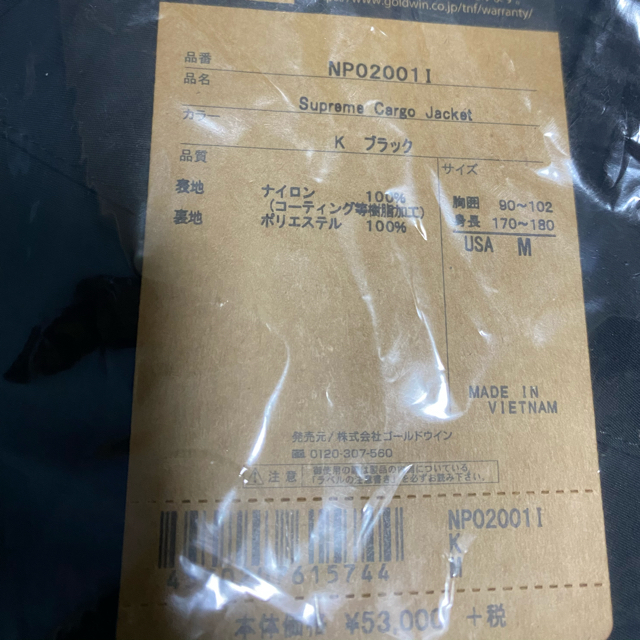 www.goldwin.co.jp/tnf/warranty/
品番 NP02001I
品名 Supreme Cargo Jacket
カラー K ブラック
品質 サイズ
表地 ナイロン 100%
(コーティング等樹脂加工)
裏地 ポリエステル 100%
胸囲 90~102
身長 170~180
USA M
MADE IN
VIETNAM
発売元/株式会社ゴールドウイン
0120-307-560
注意
NP02001I
K
M
4 615744
本体価格 ¥53,000 +税